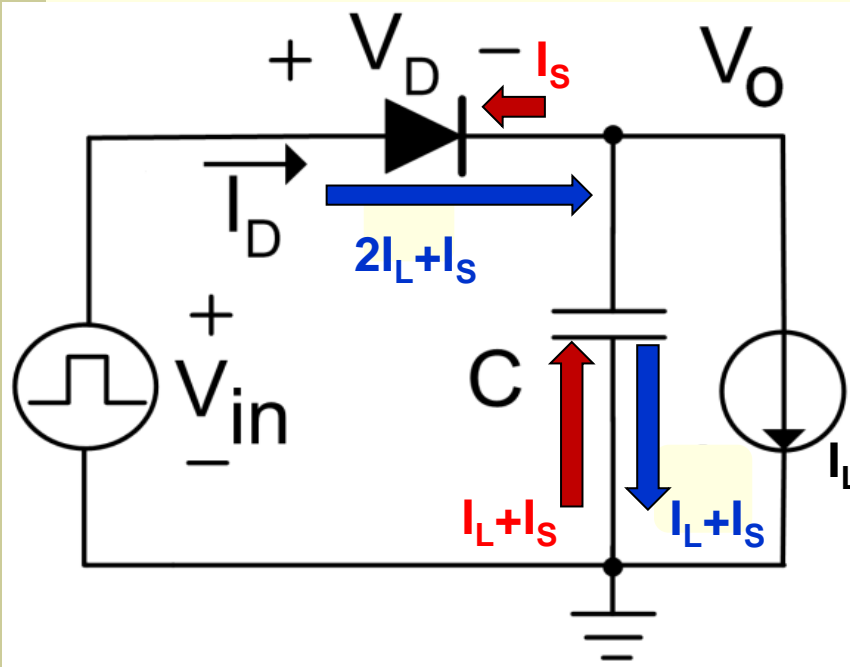 + V_D − I_S
V_o
I_D
2I_L+I_S
+
V_in
−
C
I_L+I_S
I_L+I_S
I_L